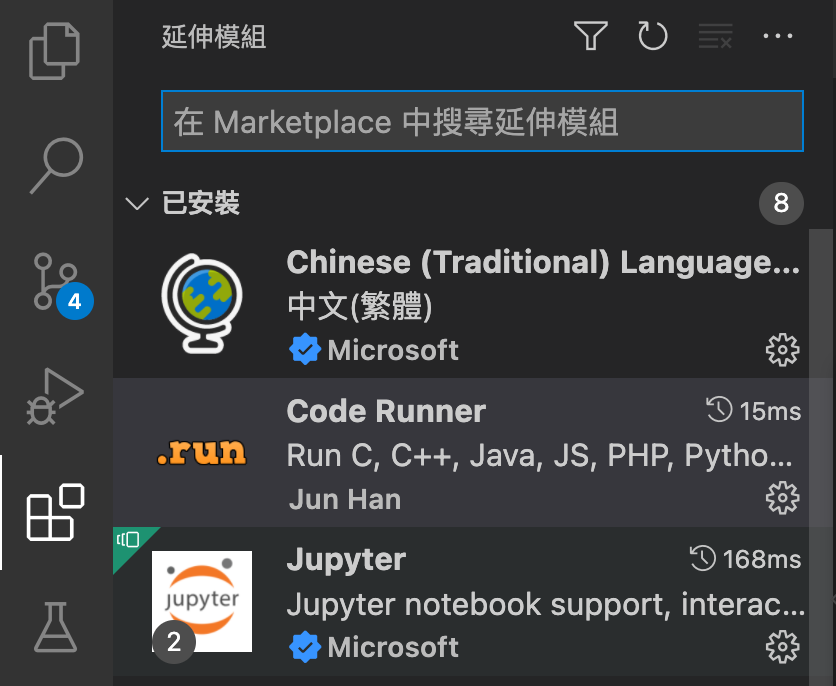 延伸模組
在 Marketplace 中搜尋延伸模組
已安裝 8
Chinese (Traditional) Language...
中文(繁體)
Microsoft
4
Code Runner 15ms
.run
Run C, C++, Java, JS, PHP, Pytho...
Jun Han
Jupyter 168ms
jupyter
Jupyter notebook support, interac...
2
Microsoft